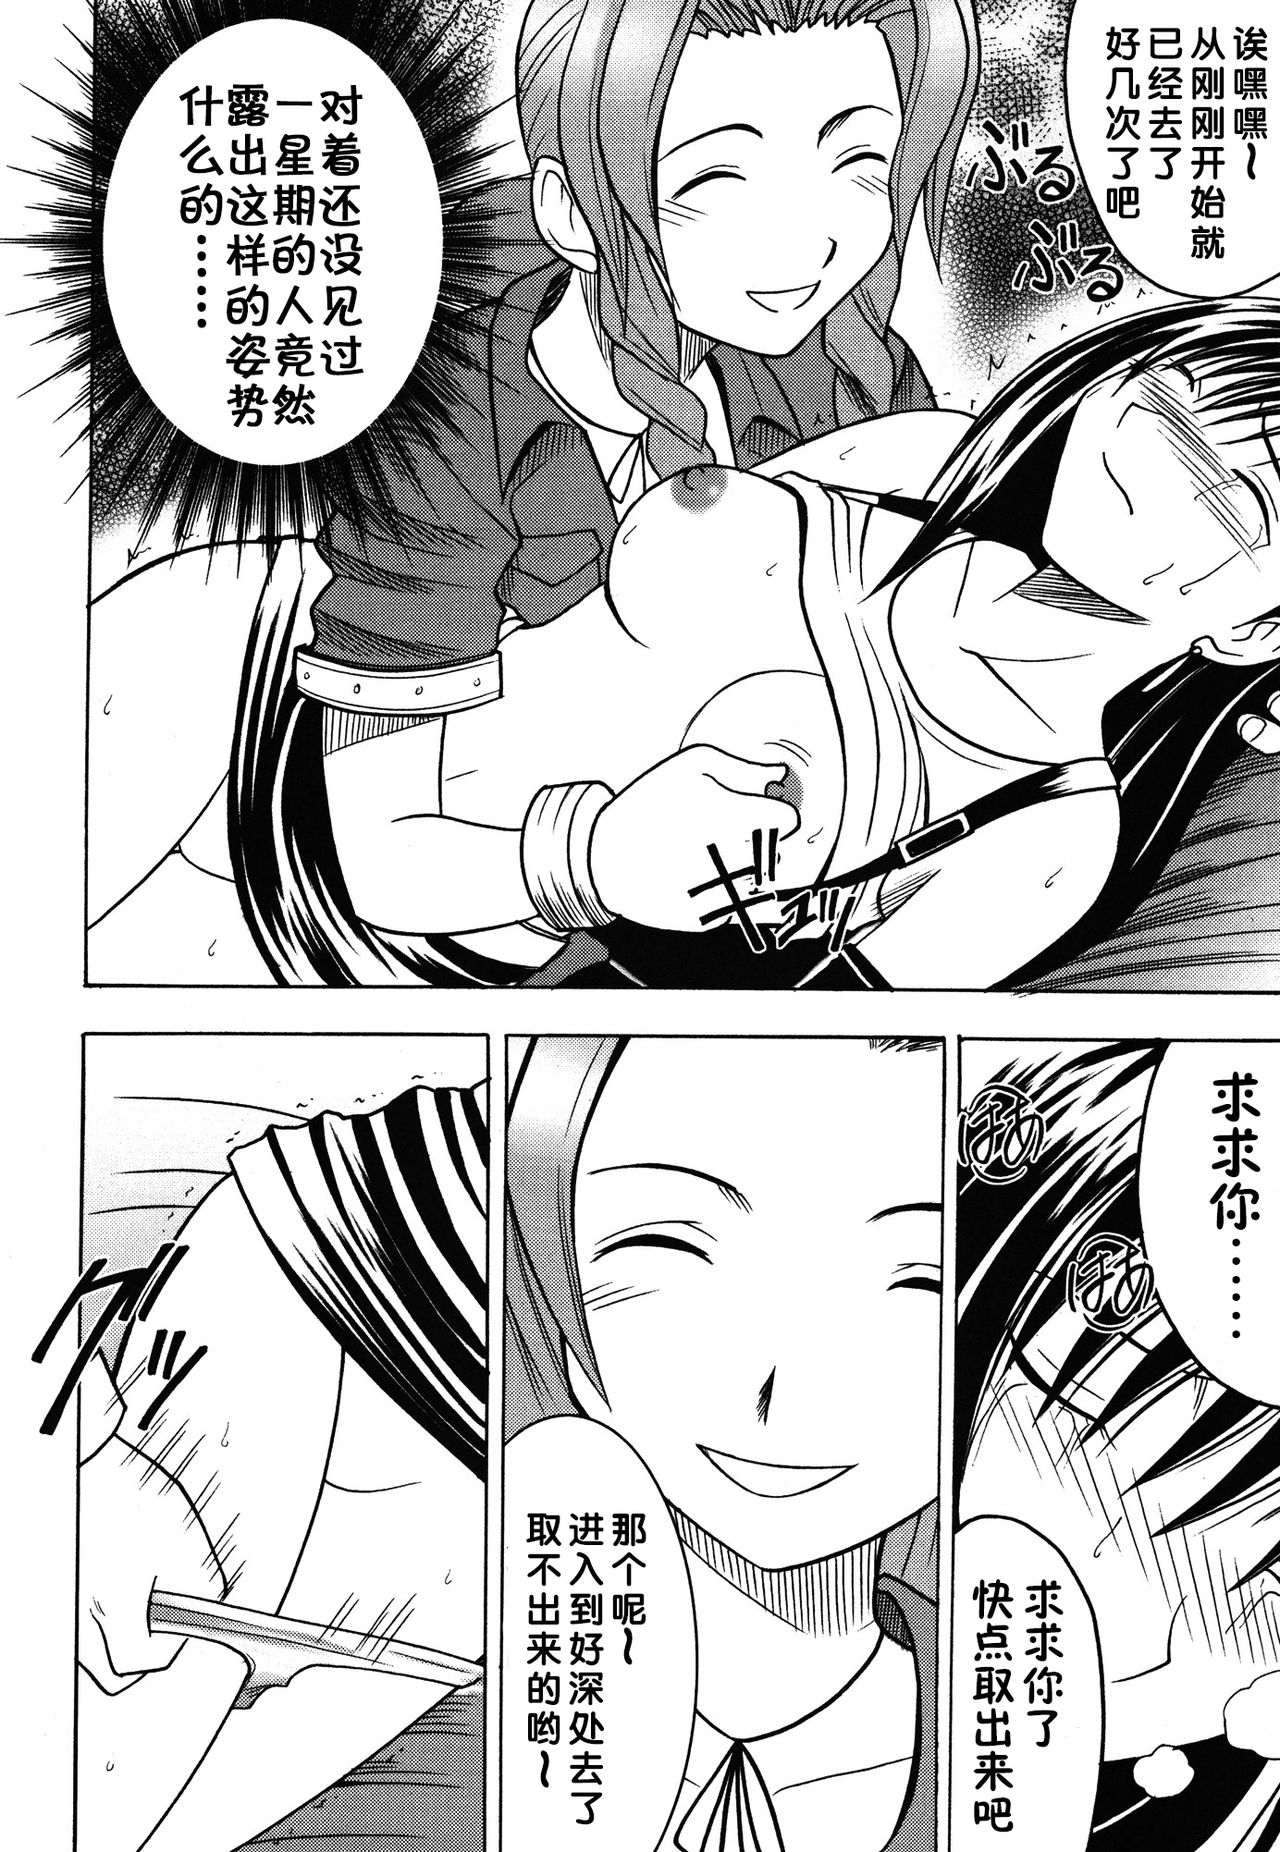 诶嘿嘿~
从刚刚开始就
已经去了
好几次了吧
ぶる
ぶる
对着还没见过
一星期的人竟然
露出这样的姿势
什么的……
ギュッ
求求你……
はあ
はあ
求求你了
快点取出来吧
那个呢~
进入到好深处去了
取不出来的哟~
グイッ